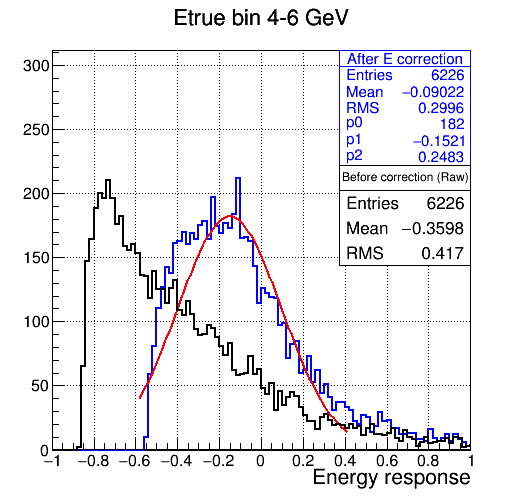 Etrue bin 4-6 GeV
After E correction
Entries 6226
Mean −0.09022
RMS 0.2996
p0 182
p1 −0.1521
p2 0.2483
Before correction (Raw)
Entries 6226
Mean −0.3598
RMS 0.417
300
250
200
150
100
50
0
−1 −0.8 −0.6 −0.4 −0.2 0 0.2 0.4 0.6 0.8 1
Energy response